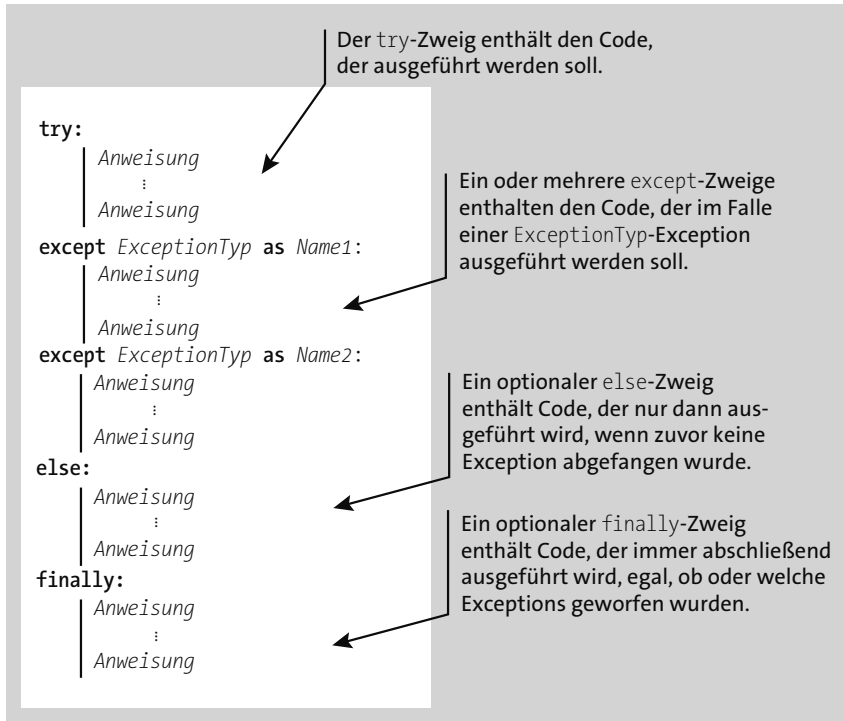 Der try-Zweig enthält den Code,
der ausgeführt werden soll.
try:
Anweisung
⋮
Anweisung
except ExceptionTyp as Name1:
Anweisung
⋮
Anweisung
except ExceptionTyp as Name2:
Anweisung
⋮
Anweisung
else:
Anweisung
⋮
Anweisung
finally:
Anweisung
⋮
Anweisung
Ein oder mehrere except-Zweige
enthalten den Code, der im Falle
einer ExceptionTyp-Exception
ausgeführt werden soll.
Ein optionaler else-Zweig
enthält Code, der nur dann aus-
geführt wird, wenn zuvor keine
Exception abgefangen wurde.
Ein optionaler finally-Zweig
enthält Code, der immer abschließend
ausgeführt wird, egal, ob oder welche
Exceptions geworfen wurden.